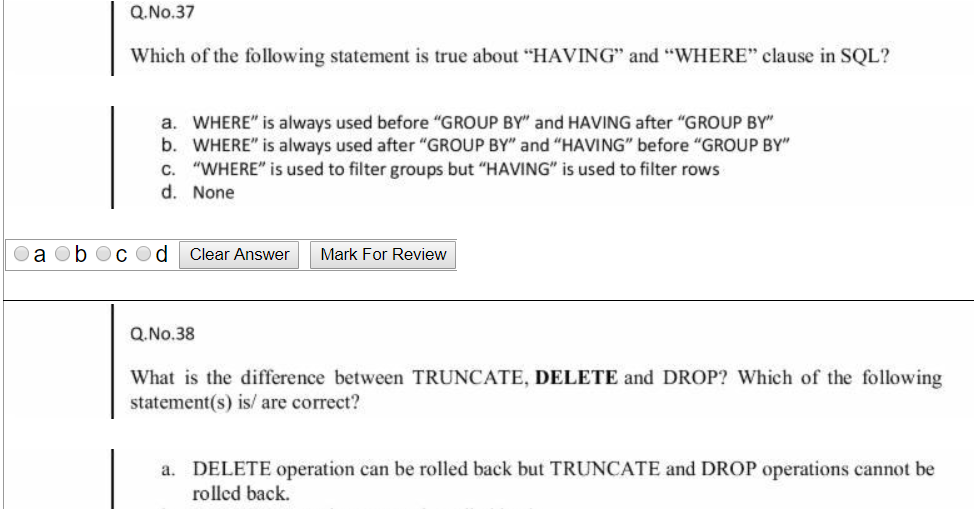 Q.No.37
Which of the following statement is true about “HAVING” and “WHERE” clause in SQL?
a. WHERE” is always used before “GROUP BY” and HAVING after “GROUP BY”
b. WHERE” is always used after “GROUP BY” and “HAVING” before “GROUP BY”
c. “WHERE” is used to filter groups but “HAVING” is used to filter rows
d. None
a b c d Clear Answer Mark For Review
Q.No.38
What is the difference between TRUNCATE, DELETE and DROP? Which of the following
statement(s) is/ are correct?
a. DELETE operation can be rolled back but TRUNCATE and DROP operations cannot be
rolled back.